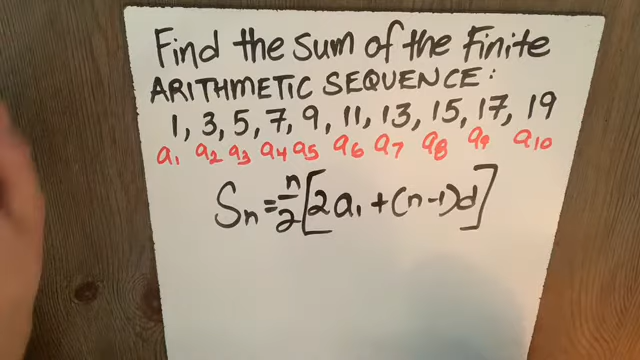 Find the Sum of the Finite
ARITHMETIC SEQUENCE:
1, 3, 5, 7, 9, 11, 13, 15, 17, 19
a₁ a₂ a₃ a₄ a₅ a₆ a₇ a₈ a₉ a₁₀
Sₙ = n/2 [2a₁ + (n-1)d]